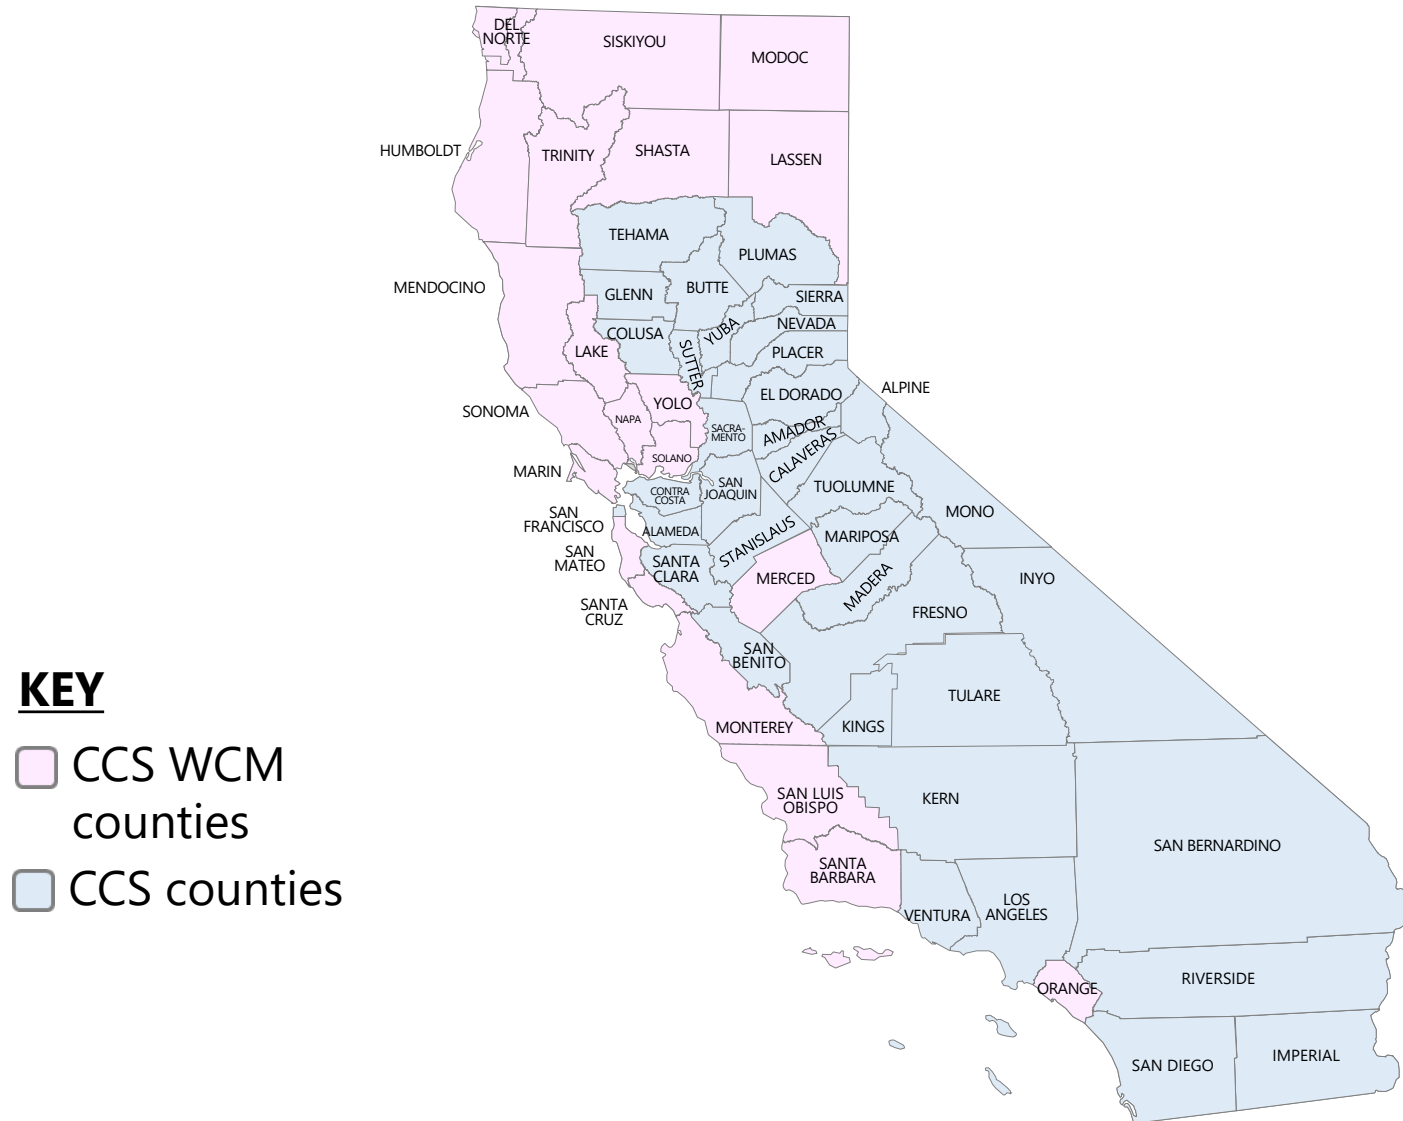 DEL
NORTE
SISKIYOU
MODOC
HUMBOLDT
TRINITY
SHASTA
LASSEN
TEHAMA
PLUMAS
MENDOCINO
GLENN
BUTTE
SIERRA
COLUSA
YUBA
NEVADA
LAKE
SUTTER
PLACER
EL DORADO
ALPINE
SONOMA
NAPA
YOLO
SACRA-
MENTO
AMADOR
CALAVERAS
MARIN
SOLANO
CONTRA
COSTA
SAN
JOAQUIN
TUOLUMNE
MONO
SAN
FRANCISCO
ALAMEDA
STANISLAUS
MARIPOSA
SAN
MATEO
SANTA
CLARA
MERCED
MADERA
INYO
SANTA
CRUZ
FRESNO
SAN
BENITO
TULARE
MONTEREY
KINGS
SAN LUIS
OBISPO
KERN
SAN BERNARDINO
SANTA
BARBARA
VENTURA
LOS
ANGELES
ORANGE
RIVERSIDE
SAN DIEGO
IMPERIAL
KEY
CCS WCM
counties
CCS counties